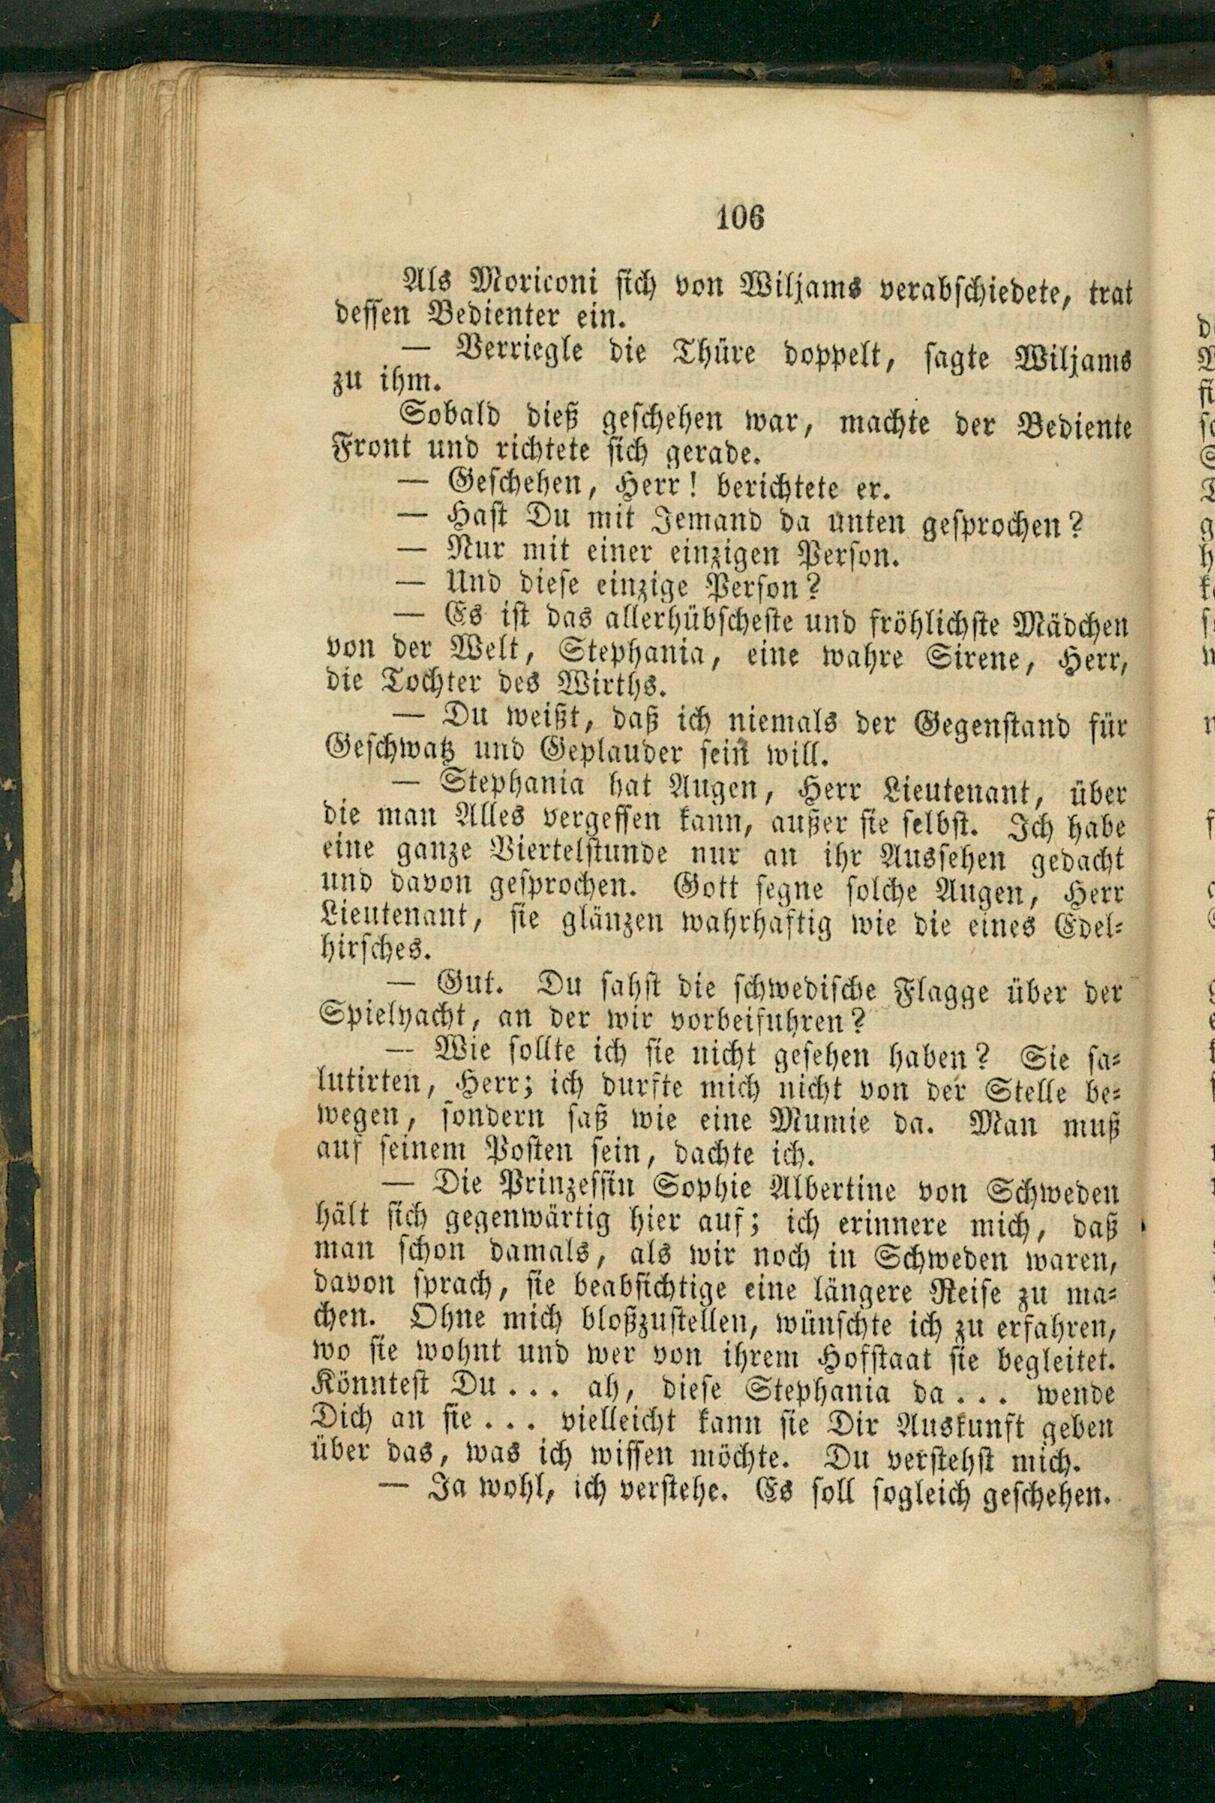 106
Als Moriconi sich von Wiljams verabschiedete, trat
dessen Bedienter ein.
— Verriegle die Thüre doppelt, sagte Wiljams
zu ihm.
Sobald dieß geschehen war, machte der Bediente
Front und richtete sich gerade.
— Geschehen, Herr! berichtete er.
— Hast Du mit Jemand da unten gesprochen?
— Nur mit einer einzigen Person.
— Und diese einzige Person?
— Es ist das allerhübscheste und fröhlichste Mädchen
von der Welt, Stephania, eine wahre Sirene, Herr,
die Tochter des Wirths.
— Du weißt, daß ich niemals der Gegenstand für
Geschwatz und Geplauder sein will.
— Stephania hat Augen, Herr Lieutenant, über
die man Alles vergessen kann, außer sie selbst. Ich habe
eine ganze Viertelstunde nur an ihr Aussehen gedacht
und davon gesprochen. Gott segne solche Augen, Herr
Lieutenant, sie glänzen wahrhaftig wie die eines Edel-
hirsches.
— Gut. Du sahst die schwedische Flagge über der
Spielyacht, an der wir vorbeifuhren?
— Wie sollte ich sie nicht gesehen haben? Sie sa-
lutirten, Herr; ich durfte mich nicht von der Stelle be-
wegen, sondern saß wie eine Mumie da. Man muß
auf seinem Posten sein, dachte ich.
— Die Prinzessin Sophie Albertine von Schweden
hält sich gegenwärtig hier auf; ich erinnere mich, daß
man schon damals, als wir noch in Schweden waren,
davon sprach, sie beabsichtige eine längere Reise zu ma-
chen. Ohne mich bloßzustellen, wünschte ich zu erfahren,
wo sie wohnt und wer von ihrem Hofstaat sie begleitet.
Könntest Du... ah, diese Stephania da... wende
Dich an sie... vielleicht kann sie Dir Auskunft geben
über das, was ich wissen möchte. Du verstehst mich.
— Ja wohl, ich verstehe. Es soll sogleich geschehen.